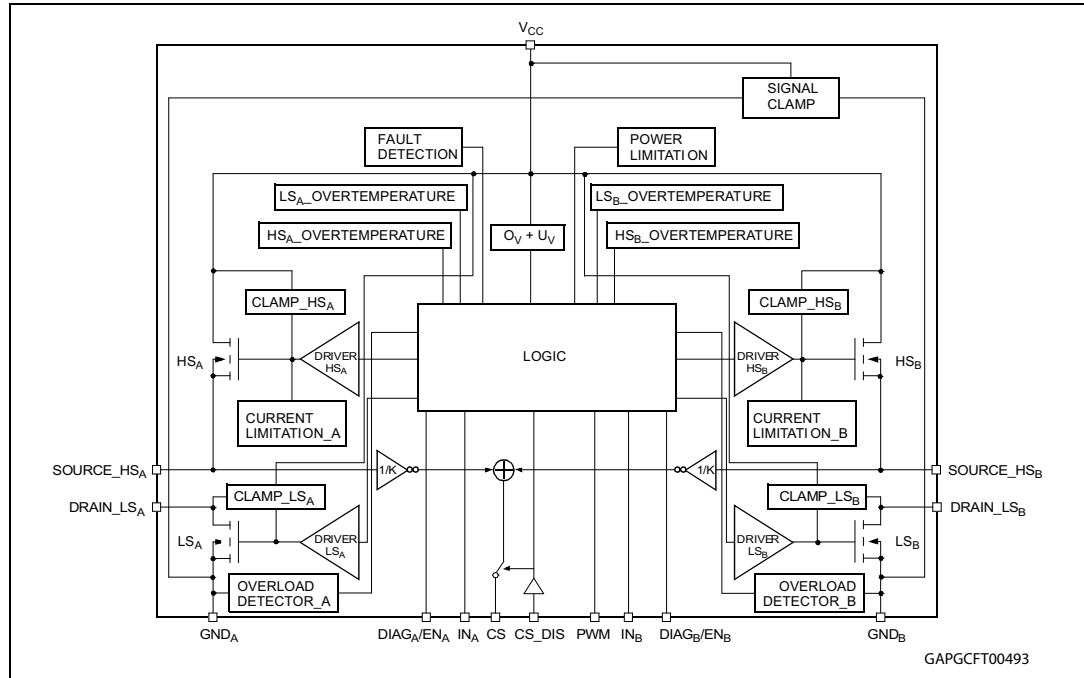 VCC
SIGNAL
CLAMP
FAULT
DETECTION
POWER
LIMITATION
LSA_OVERTEMPERATURE
LSB_OVERTEMPERATURE
HSA_OVERTEMPERATURE
OV + UV
HSB_OVERTEMPERATURE
CLAMP_HSA
CLAMP_HSB
HSA
DRIVER
HSA
LOGIC
DRIVER
HSB
HSB
CURRENT
LIMITATION_A
CURRENT
LIMITATION_B
SOURCE_HSA
1/K
1/K
SOURCE_HSB
CLAMP_LSA
CLAMP_LSB
DRAIN_LSA
DRAIN_LSB
LSA
DRIVER
LSA
DRIVER
LSB
LSB
OVERLOAD
DETECTOR_A
OVERLOAD
DETECTOR_B
GNDA
DIAGA/ENA
INA
CS
CS_DIS
PWM
INB
DIAGB/ENB
GNDB
GAPGCFT00493